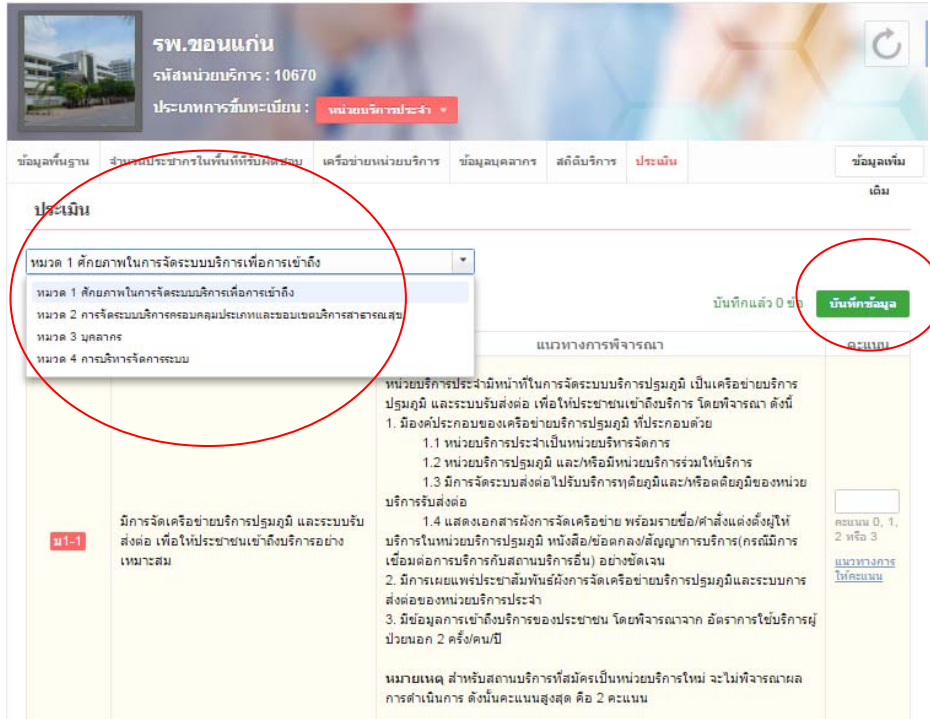 รพ.ขอนแก่น
รหัสหน่วยบริการ : 10670
ประเภทการขึ้นทะเบียน : หน่วยบริการประจำ
ข้อมูลพื้นฐาน จำนวนประชากรในพื้นที่ที่รับผิดชอบ เครือข่ายหน่วยบริการ ข้อมูลบุคลากร สถิติบริการ ประเมิน ข้อมูลเพิ่มเติม
ประเมิน
หมวด 1 ศักยภาพในการจัดระบบบริการเพื่อการเข้าถึง
หมวด 1 ศักยภาพในการจัดระบบบริการเพื่อการเข้าถึง
หมวด 2 การจัดระบบบริการครอบคลุมประเภทและขอบเขตบริการสาธารณสุข
หมวด 3 บุคลากร
หมวด 4 การบริหารจัดการระบบ
บันทึกแล้ว 0 ข้อ บันทึกข้อมูล
แนวทางการพิจารณา คะแนน
ม1-1
มีการจัดเครือข่ายบริการปฐมภูมิ และระบบรับ
ส่งต่อ เพื่อให้ประชาชนเข้าถึงบริการอย่าง
เหมาะสม
หน่วยบริการประจำมีหน้าที่ในการจัดระบบบริการปฐมภูมิ เป็นเครือข่ายบริการ
ปฐมภูมิ และระบบรับส่งต่อ เพื่อให้ประชาชนเข้าถึงบริการ โดยพิจารณา ดังนี้
1. มีองค์ประกอบของเครือข่ายบริการปฐมภูมิ ที่ประกอบด้วย
1.1 หน่วยบริการประจำเป็นหน่วยบริหารจัดการ
1.2 หน่วยบริการปฐมภูมิ และ/หรือมีหน่วยบริการร่วมให้บริการ
1.3 มีการจัดระบบส่งต่อไปรับบริการทุติยภูมิและ/หรือตติยภูมิของหน่วย
บริการรับส่งต่อ
1.4 แสดงเอกสารผังการจัดเครือข่าย พร้อมรายชื่อ/คำสั่งแต่งตั้งผู้ให้
บริการในหน่วยบริการปฐมภูมิ หนังสือ/ข้อตกลง/สัญญาการบริการ(กรณีมีการ
เชื่อมต่อการบริการกับสถานบริการอื่น) อย่างชัดเจน
2. มีการเผยแพร่ประชาสัมพันธ์ผังการจัดเครือข่ายบริการปฐมภูมิและระบบการ
ส่งต่อของหน่วยบริการประจำ
3. มีข้อมูลการเข้าถึงบริการของประชาชน โดยพิจารณาจาก อัตราการใช้บริการผู้
ป่วยนอก 2 ครั้ง/คน/ปี
หมายเหตุ สำหรับสถานบริการที่สมัครเป็นหน่วยบริการใหม่ จะไม่พิจารณาผล
การดำเนินการ ดังนั้นคะแนนสูงสุด คือ 2 คะแนน
คะแนน 0, 1,
2 หรือ 3
แนวทางการ
ให้คะแนน